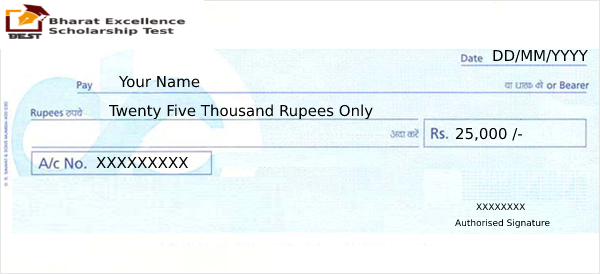 Bharat Excellence
Scholarship Test
BEST
Date DD/MM/YYYY
Pay Your Name या धारक को or Bearer
Rupees रुपये Twenty Five Thousand Rupees Only
अदा करें Rs. 25,000 /-
A/c No. XXXXXXXXX
XXXXXXXX
Authorised Signature